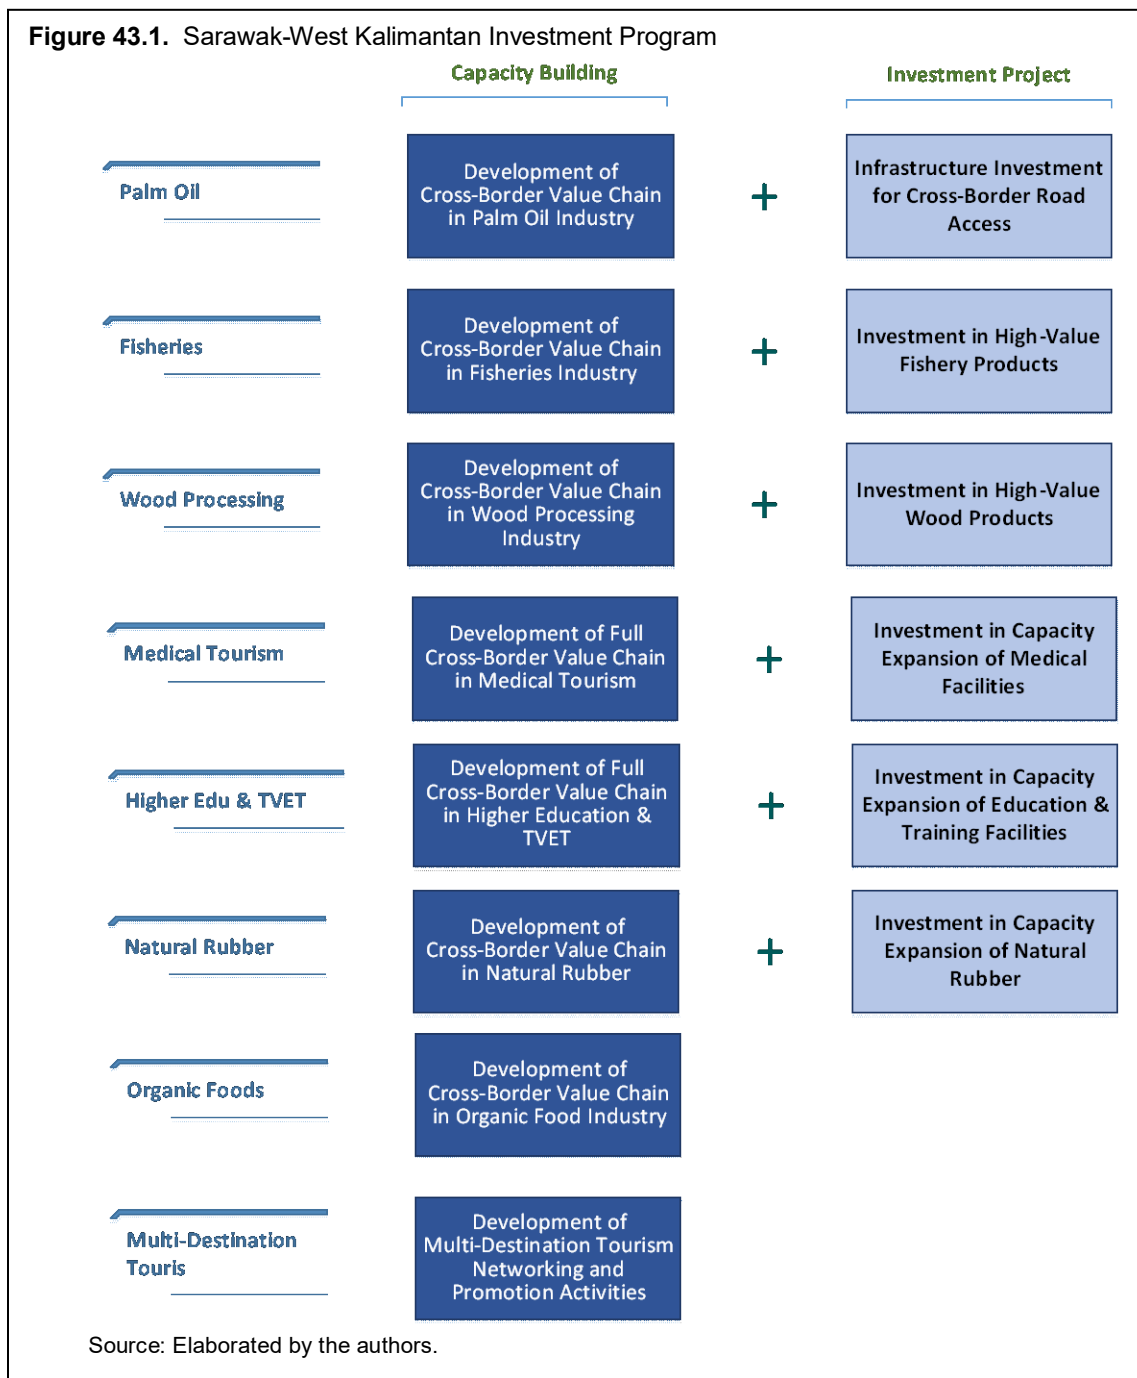 Figure 43.1. Sarawak-West Kalimantan Investment Program
Capacity Building
Investment Project
Palm Oil
Development of
Cross-Border Value Chain
in Palm Oil Industry
+
Infrastructure Investment
for Cross-Border Road
Access
Fisheries
Development of
Cross-Border Value Chain
in Fisheries Industry
+
Investment in High-Value
Fishery Products
Wood Processing
Development of
Cross-Border Value Chain
in Wood Processing
Industry
+
Investment in High-Value
Wood Products
Medical Tourism
Development of Full
Cross-Border Value Chain
in Medical Tourism
+
Investment in Capacity
Expansion of Medical
Facilities
Higher Edu & TVET
Development of Full
Cross-Border Value Chain
in Higher Education &
TVET
+
Investment in Capacity
Expansion of Education &
Training Facilities
Natural Rubber
Development of
Cross-Border Value Chain
in Natural Rubber
+
Investment in Capacity
Expansion of Natural
Rubber
Organic Foods
Development of
Cross-Border Value Chain
in Organic Food Industry
Multi-Destination
Touris
Development of
Multi-Destination Tourism
Networking and
Promotion Activities
Source: Elaborated by the authors.